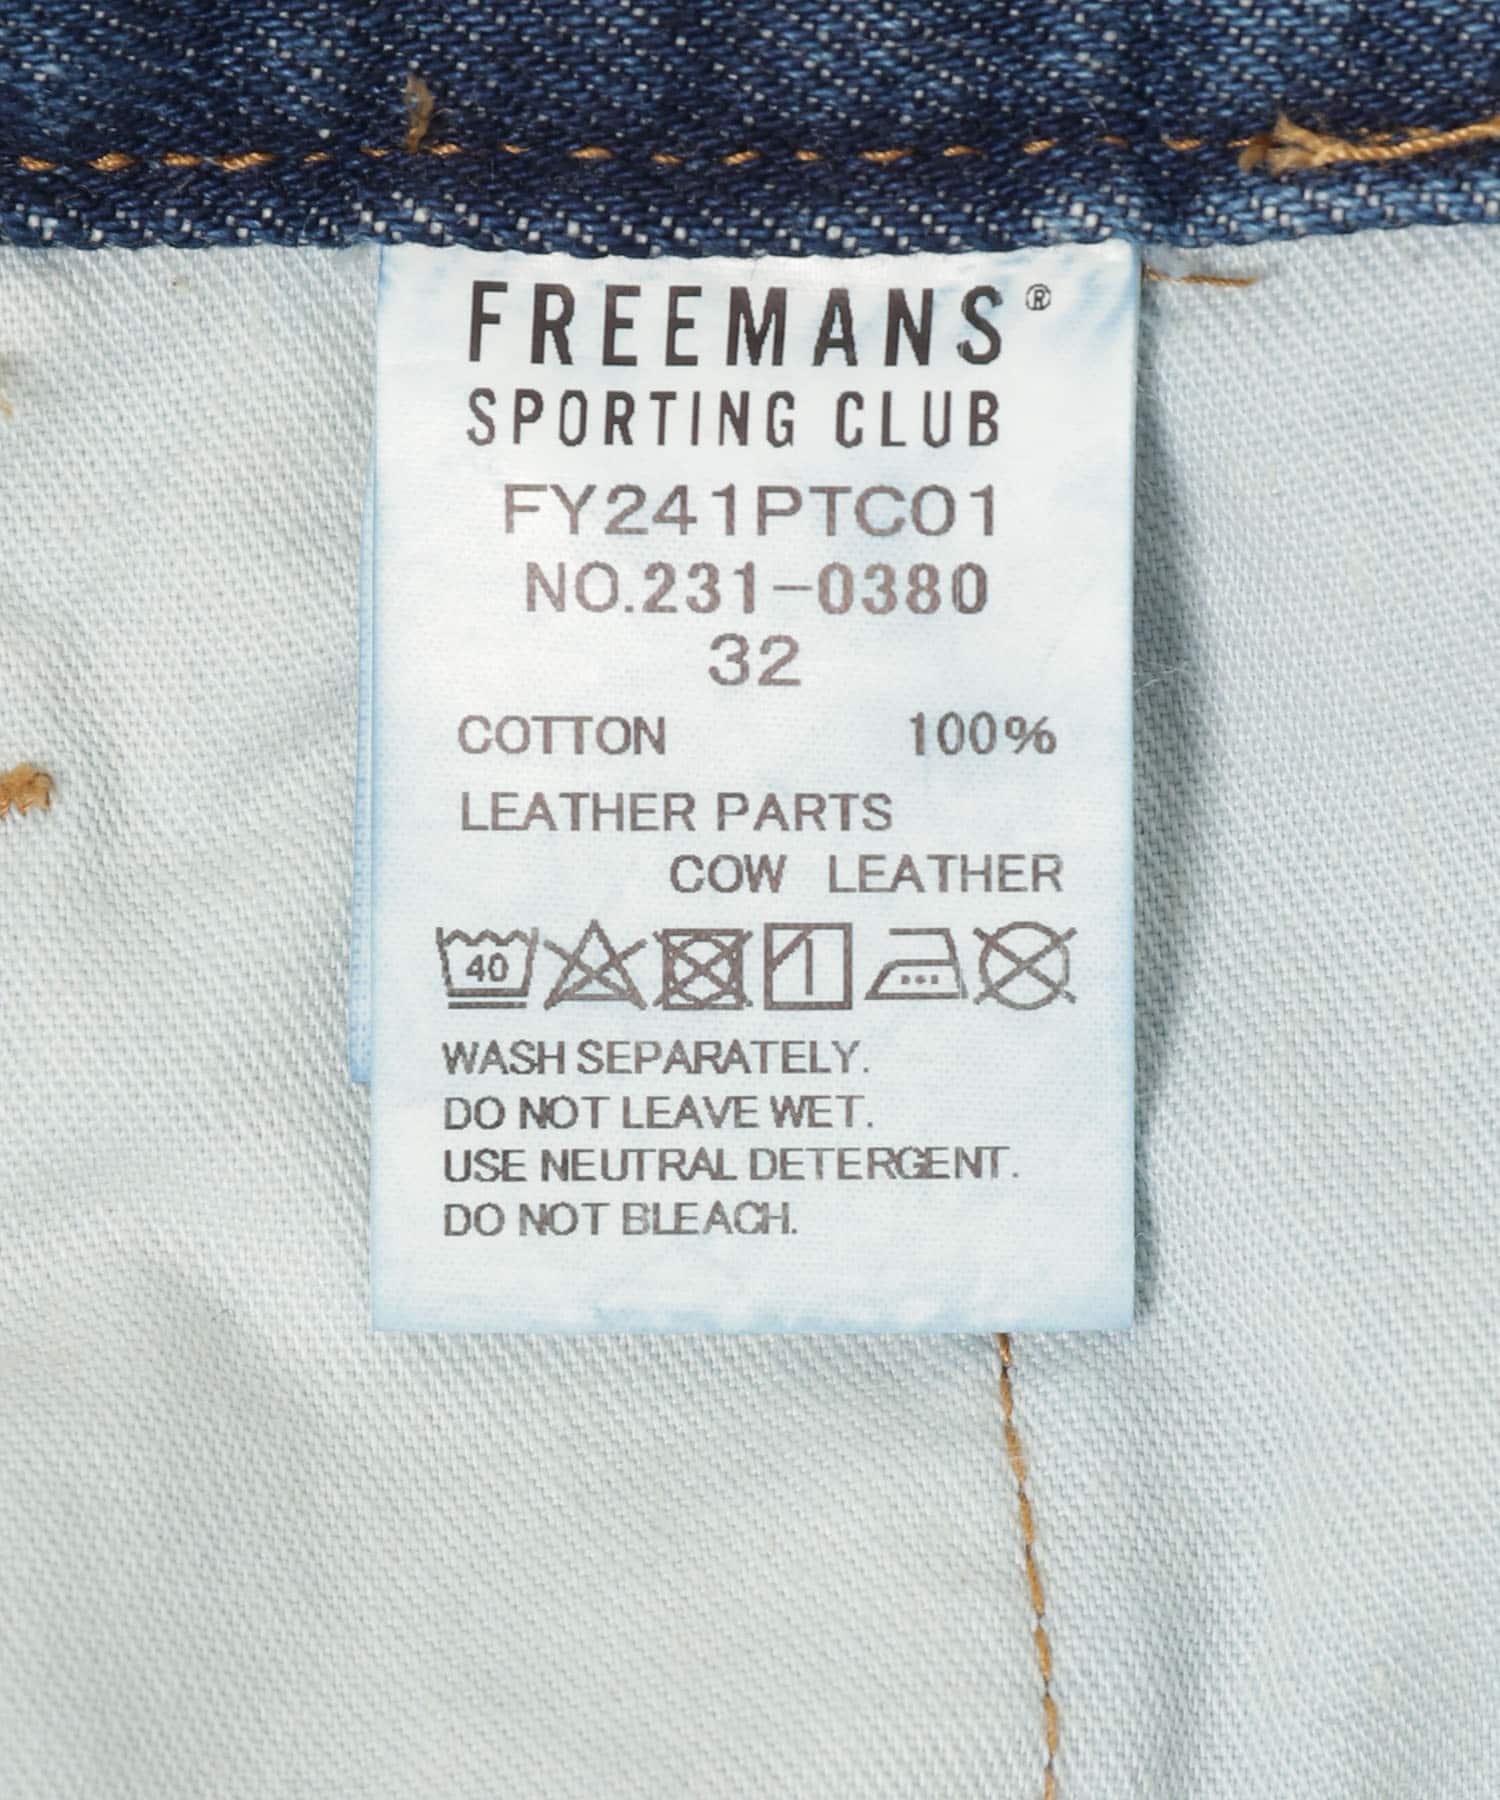 FREEMANS®
SPORTING CLUB
FY241PTC01
NO.231-0380
32
COTTON 100%
LEATHER PARTS
COW LEATHER
40
WASH SEPARATELY.
DO NOT LEAVE WET.
USE NEUTRAL DETERGENT.
DO NOT BLEACH.